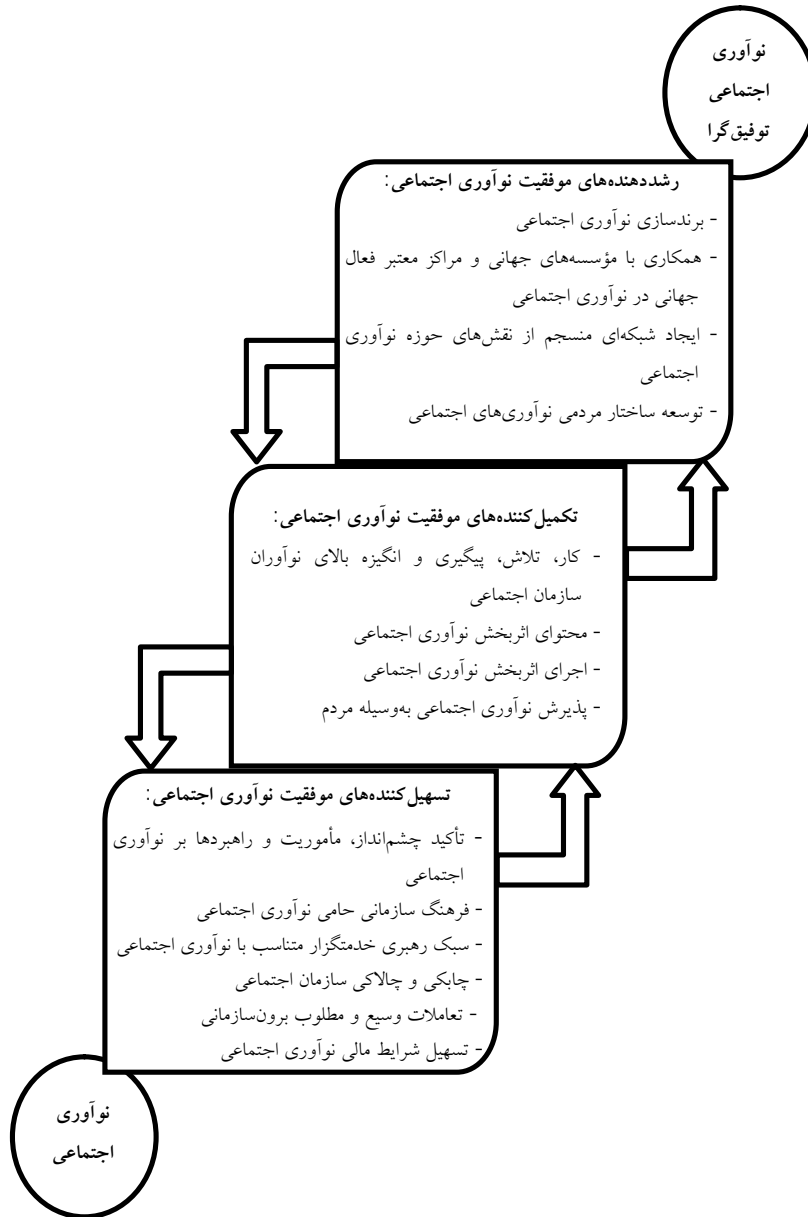 نوآوری
اجتماعی
توفیق‌گرا
رشددهنده‌های موفقیت نوآوری اجتماعی:
- برندسازی نوآوری اجتماعی
- همکاری با مؤسسه‌های جهانی و مراکز معتبر فعال
جهانی در نوآوری اجتماعی
- ایجاد شبکه‌ای منسجم از نقش‌های حوزه نوآوری
اجتماعی
- توسعه ساختار مردمی نوآوری‌های اجتماعی
تکمیل‌کننده‌های موفقیت نوآوری اجتماعی:
- کار، تلاش، پیگیری و انگیزه بالای نوآوران
سازمان اجتماعی
- محتوای اثربخش نوآوری اجتماعی
- اجرای اثربخش نوآوری اجتماعی
- پذیرش نوآوری اجتماعی به‌وسیله مردم
تسهیل‌کننده‌های موفقیت نوآوری اجتماعی:
- تأکید چشم‌انداز، مأموریت و راهبردها بر نوآوری
اجتماعی
- فرهنگ سازمانی حامی نوآوری اجتماعی
- سبک رهبری خدمتگزار متناسب با نوآوری اجتماعی
- چابکی و چالاکی سازمان اجتماعی
- تعاملات وسیع و مطلوب برون‌سازمانی
- تسهیل شرایط مالی نوآوری اجتماعی
نوآوری
اجتماعی